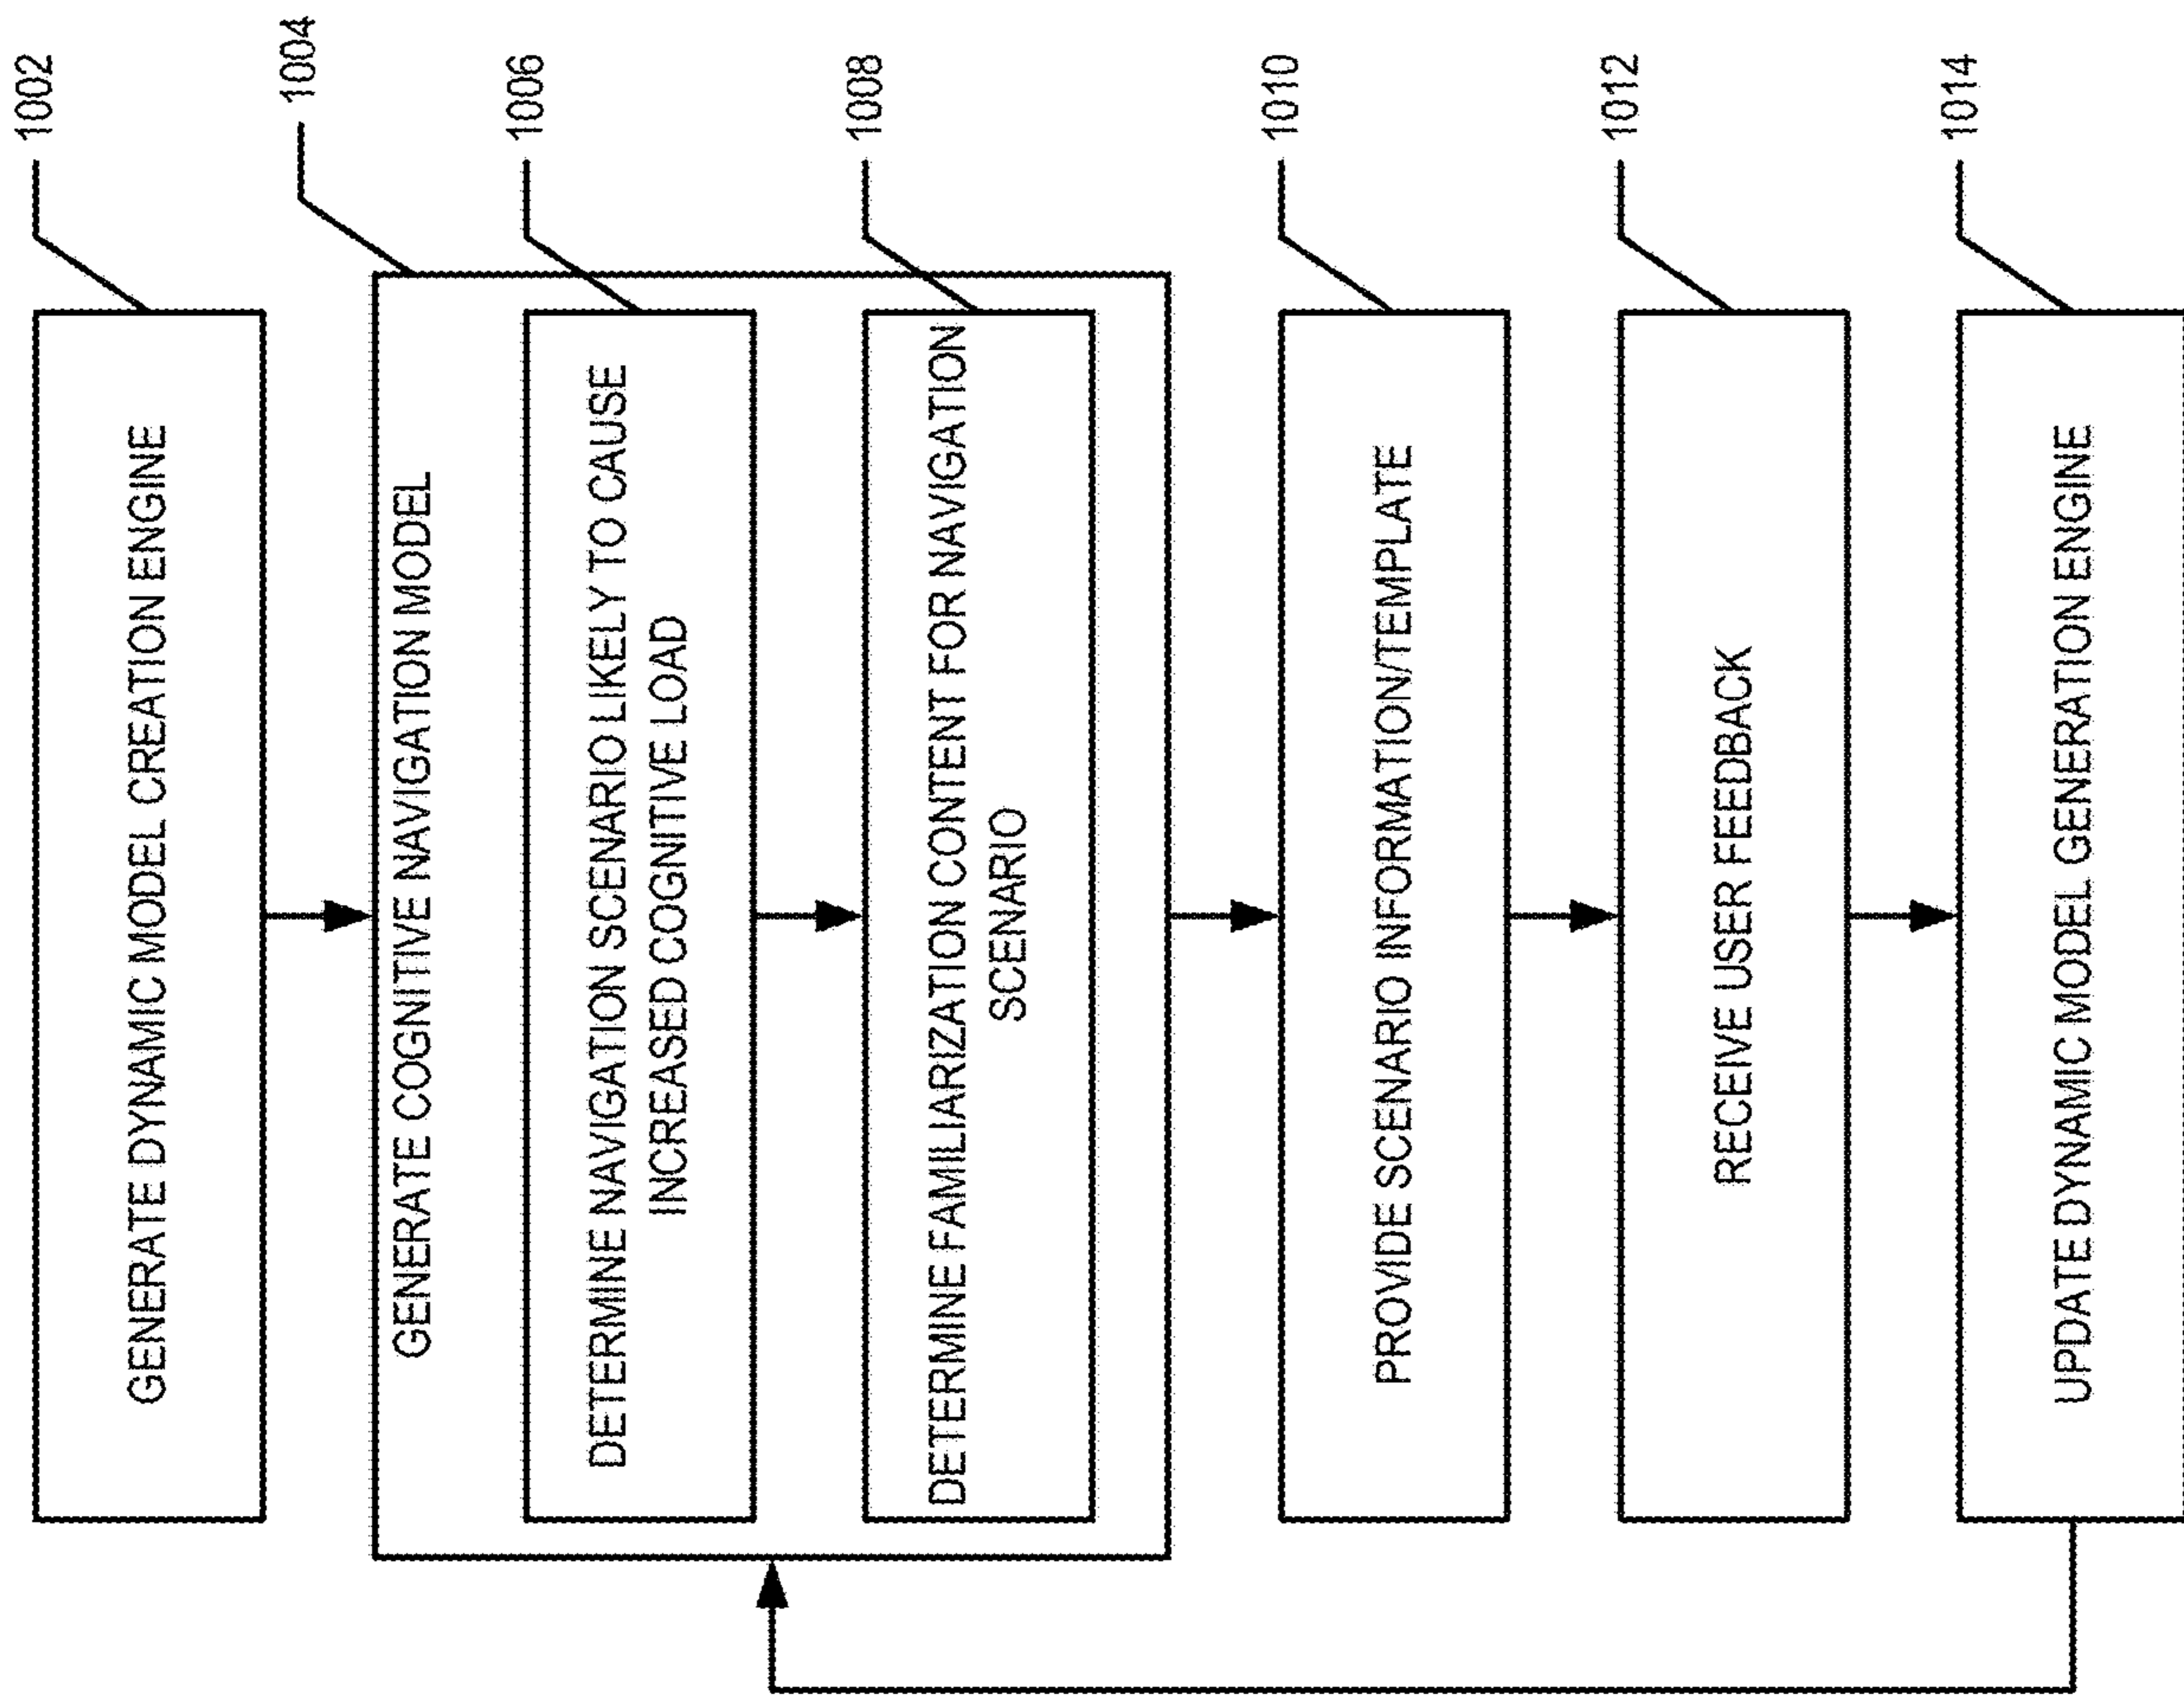 1002
GENERATE DYNAMIC MODEL CREATION ENGINE
1004
GENERATE COGNITIVE NAVIGATION MODEL
1006
DETERMINE NAVIGATION SCENARIO LIKELY TO CAUSE
INCREASED COGNITIVE LOAD
1008
DETERMINE FAMILIARIZATION CONTENT FOR NAVIGATION
SCENARIO
1010
PROVIDE SCENARIO INFORMATION/TEMPLATE
1012
RECEIVE USER FEEDBACK
1014
UPDATE DYNAMIC MODEL GENERATION ENGINE